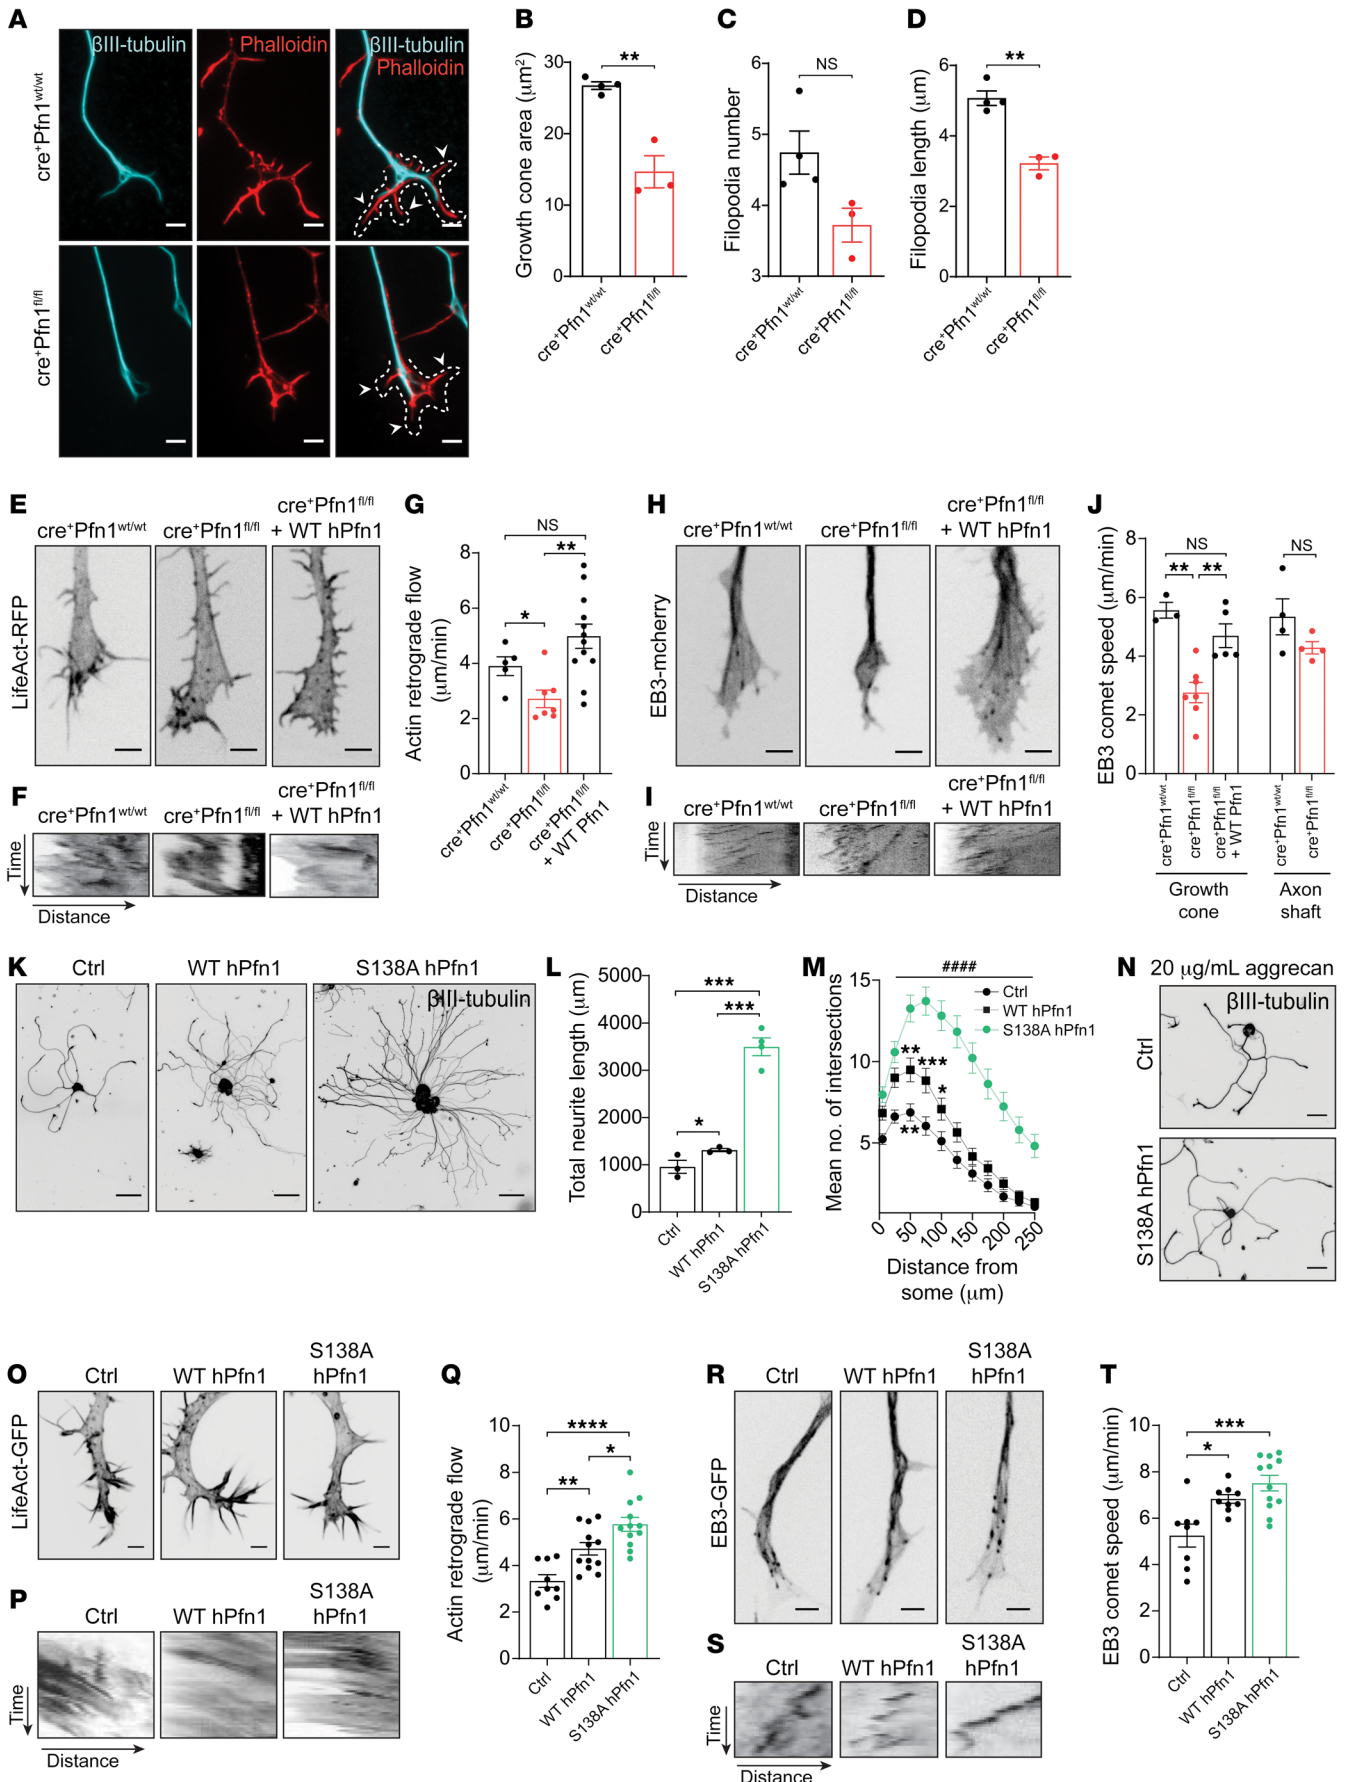 A
βIII-tubulin
Phalloidin
βIII-tubulin
Phalloidin
cre+Pfn1wt/wt
cre+Pfn1fl/fl
B
Growth cone area (μm2)
30
20
10
0
**
cre+Pfn1wt/wt
cre+Pfn1fl/fl
C
Filopodia number
6
5
4
3
NS
cre+Pfn1wt/wt
cre+Pfn1fl/fl
D
Filopodia length (μm)
6
4
2
0
**
cre+Pfn1wt/wt
cre+Pfn1fl/fl
E
cre+Pfn1wt/wt
cre+Pfn1fl/fl
cre+Pfn1fl/fl
+ WT hPfn1
LifeAct-RFP
F
cre+Pfn1wt/wt
cre+Pfn1fl/fl
cre+Pfn1fl/fl
+ WT hPfn1
Time
Distance
G
Actin retrograde flow
(μm/min)
8
6
4
2
0
NS
**
*
cre+Pfn1wt/wt
cre+Pfn1fl/fl
cre+Pfn1fl/fl
+ WT Pfn1
H
cre+Pfn1wt/wt
cre+Pfn1fl/fl
cre+Pfn1fl/fl
+ WT hPfn1
EB3-mcherry
I
cre+Pfn1wt/wt
cre+Pfn1fl/fl
cre+Pfn1fl/fl
+ WT hPfn1
Time
Distance
J
EB3 comet speed (μm/min)
8
6
4
2
0
NS
NS
**
**
cre+Pfn1wt/wt
cre+Pfn1fl/fl
cre+Pfn1fl/fl
+ WT Pfn1
cre+Pfn1wt/wt
cre+Pfn1fl/fl
Growth
cone
Axon
shaft
K
Ctrl
WT hPfn1
S138A hPfn1
βIII-tubulin
L
Total neurite length (μm)
5000
4000
3000
2000
1000
0
***
***
*
Ctrl
WT hPfn1
S138A hPfn1
M
Mean no. of intersections
15
10
5
####
Ctrl
WT hPfn1
S138A hPfn1
**
***
*
**
0
50
100
150
200
250
Distance from
some (μm)
N
20 μg/mL aggrecan
βIII-tubulin
Ctrl
S138A hPfn1
O
Ctrl
WT hPfn1
S138A
hPfn1
LifeAct-GFP
P
Ctrl
WT hPfn1
S138A
hPfn1
Time
Distance
Q
Actin retrograde flow
(μm/min)
10
8
6
4
2
0
****
*
**
Ctrl
WT hPfn1
S138A hPfn1
R
Ctrl
WT hPfn1
S138A
hPfn1
EB3-GFP
S
Ctrl
WT hPfn1
S138A
hPfn1
Time
Distance
T
EB3 comet speed (μm/min)
10
8
6
4
2
0
***
*
Ctrl
WT hPfn1
S138A hPfn1